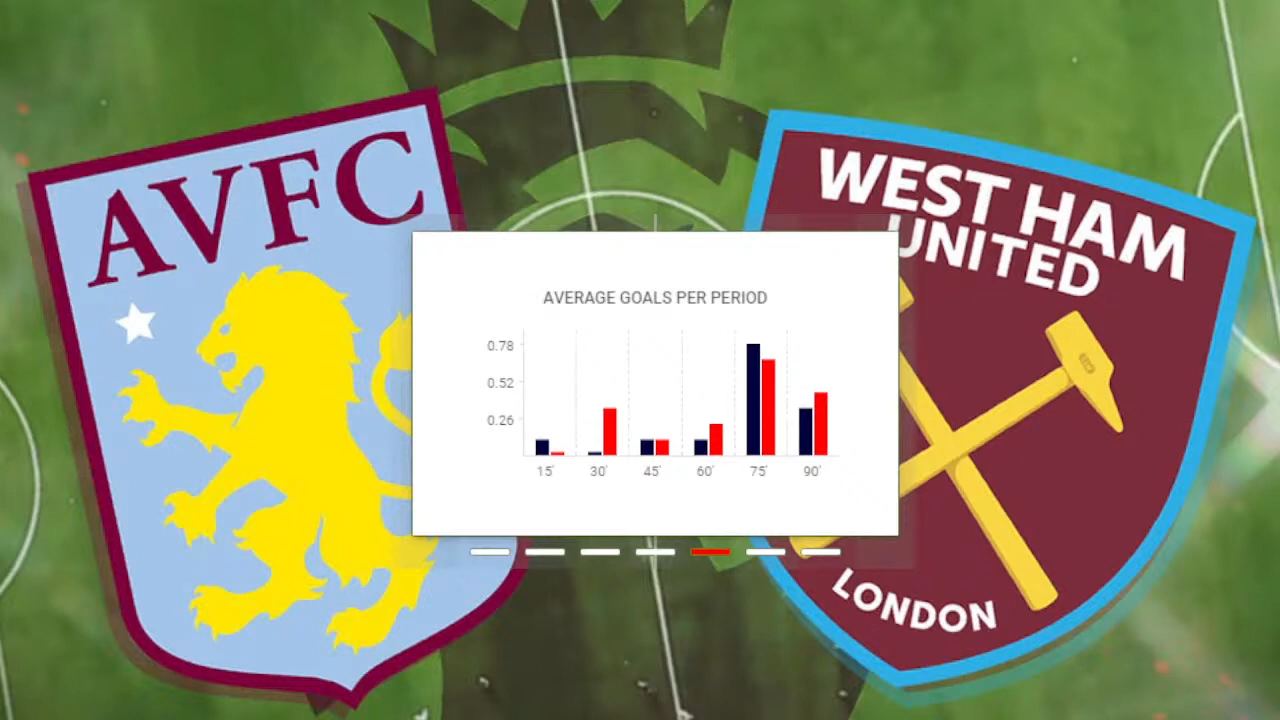 AVFC
WEST HAM
UNITED
AVERAGE GOALS PER PERIOD
0.78
0.52
0.26
15' 30' 45' 60' 75' 90'
LONDON